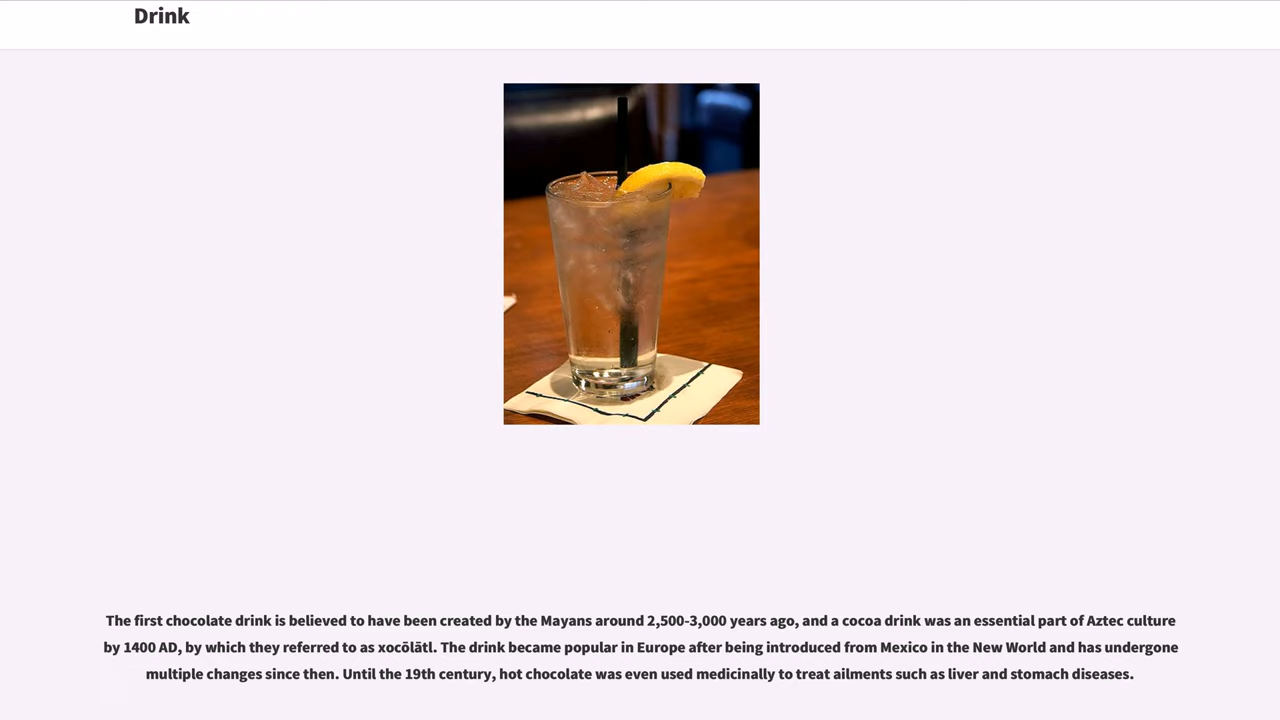 Drink
The first chocolate drink is believed to have been created by the Mayans around 2,500-3,000 years ago, and a cocoa drink was an essential part of Aztec culture
by 1400 AD, by which they referred to as xocōlātl. The drink became popular in Europe after being introduced from Mexico in the New World and has undergone
multiple changes since then. Until the 19th century, hot chocolate was even used medicinally to treat ailments such as liver and stomach diseases.